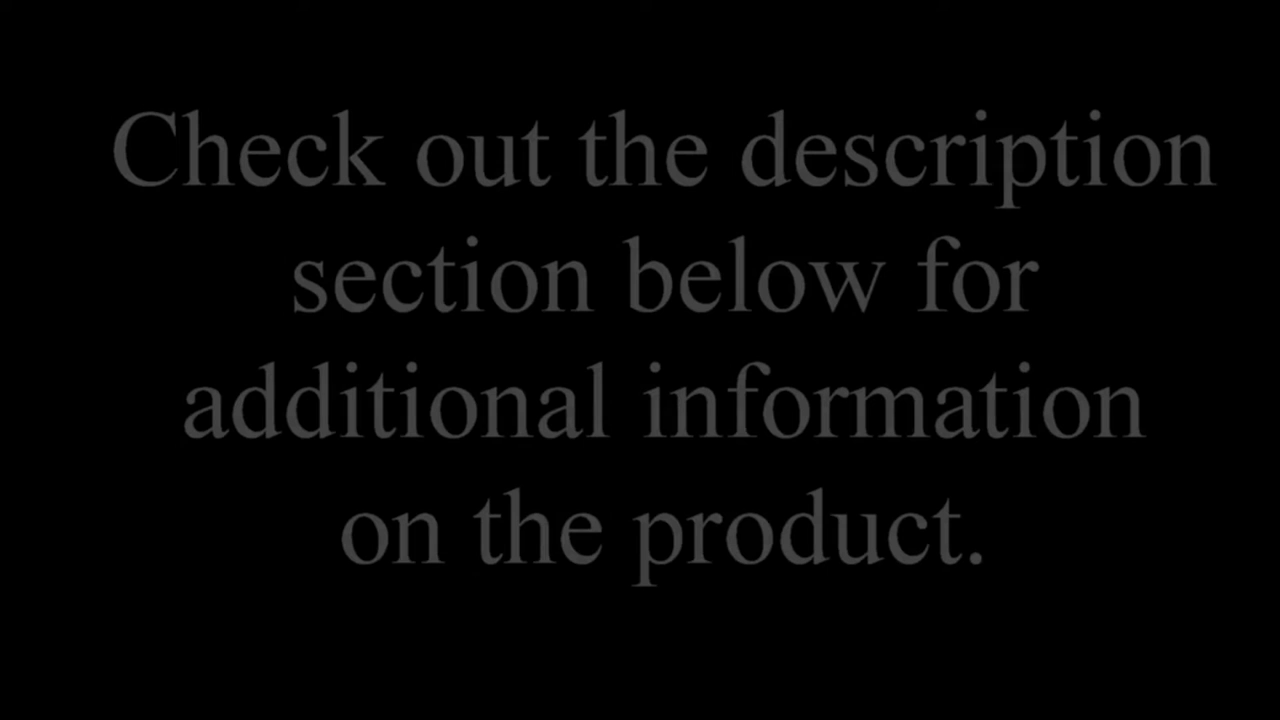 Check out the description
section below for
additional information
on the product.